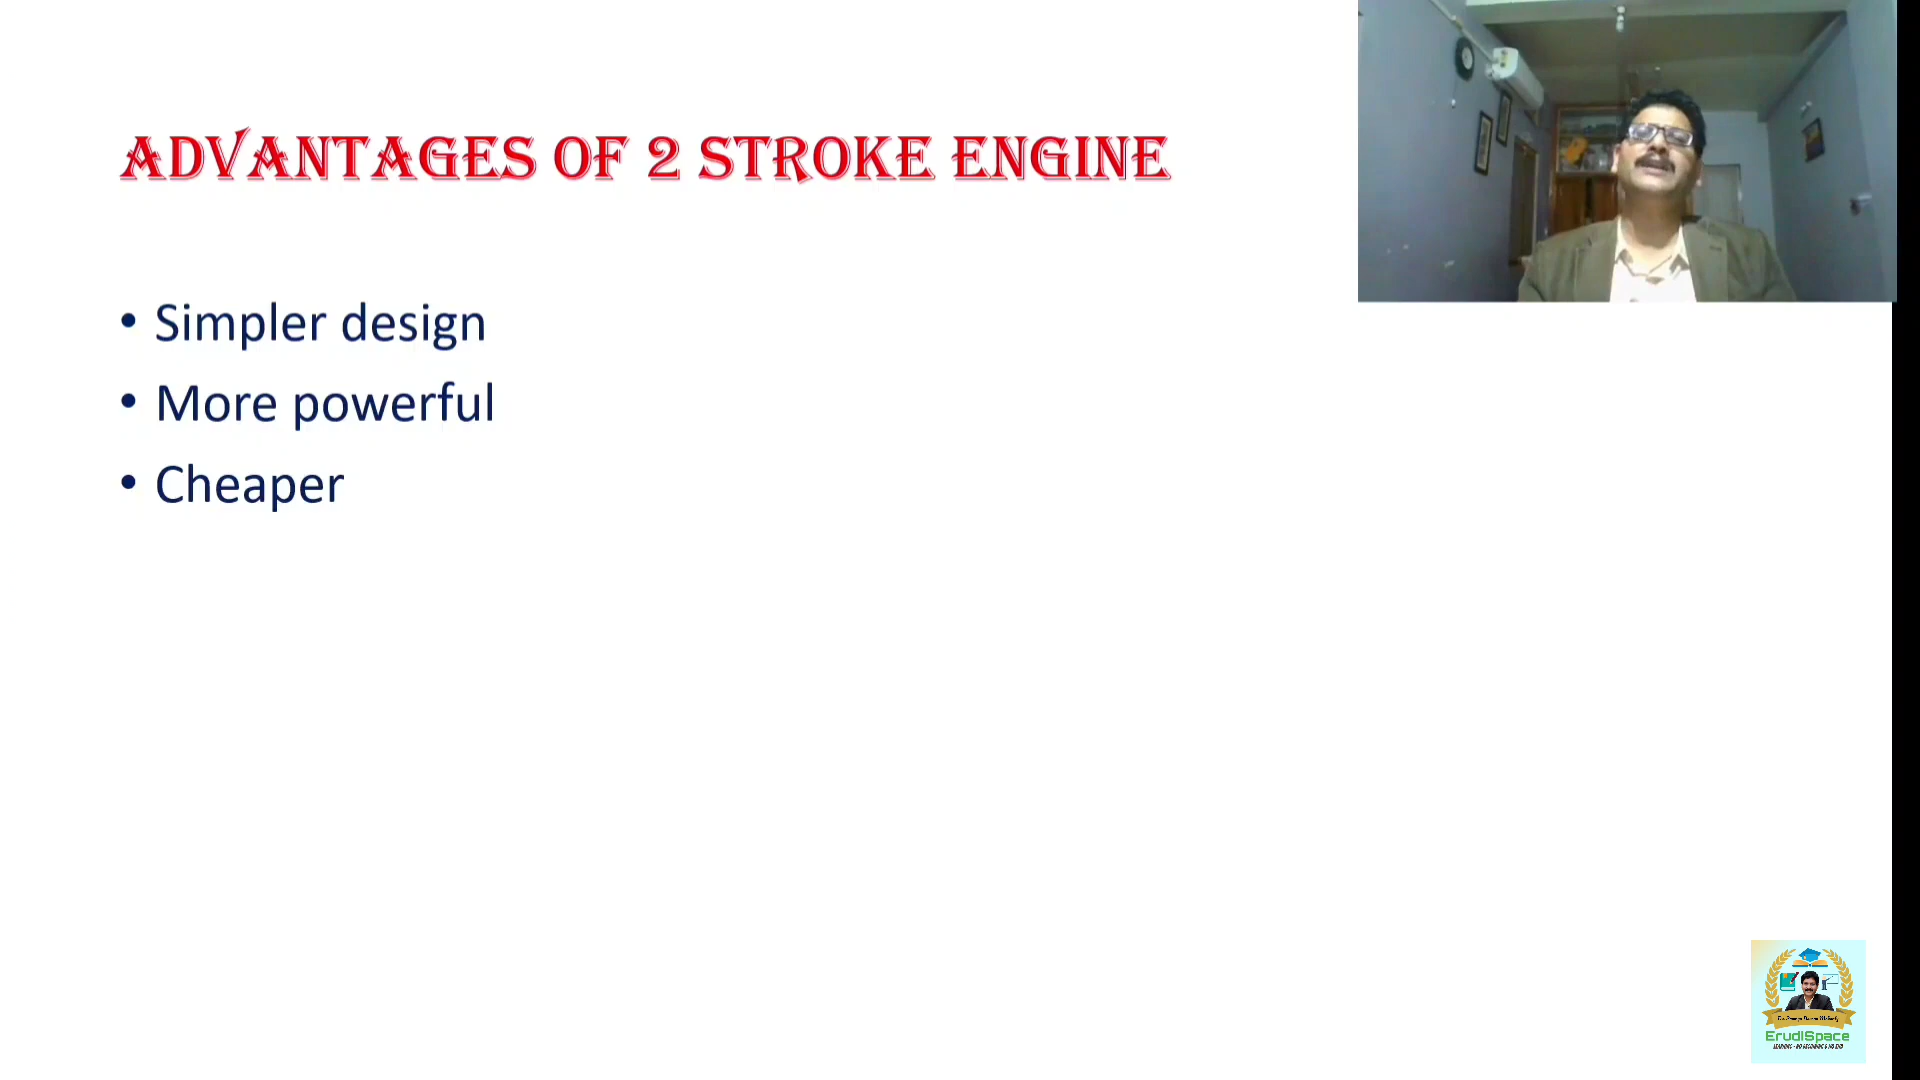 ADVANTAGES OF 2 STROKE ENGINE
• Simpler design
• More powerful
• Cheaper
ErudiSpace